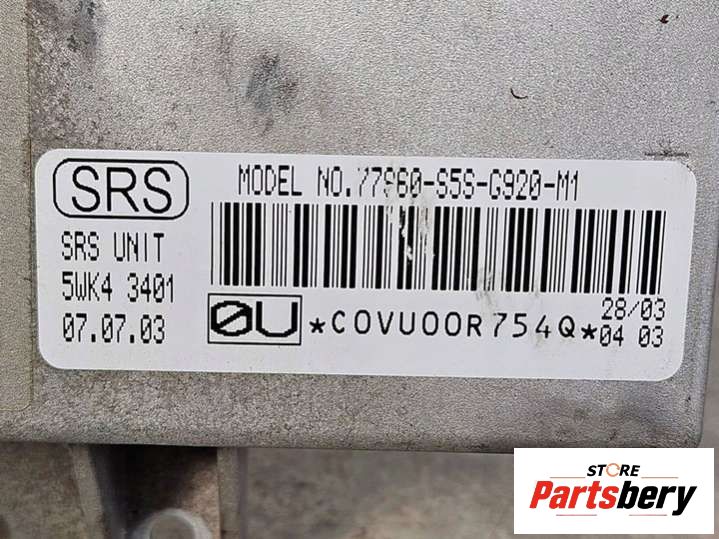 SRS
MODEL NO.77960-S5S-G920-M1
SRS UNIT
5WK4 3401
07.07.03
0U
*COVUOOR754Q*
28/03
04 03
STORE
Partsbery